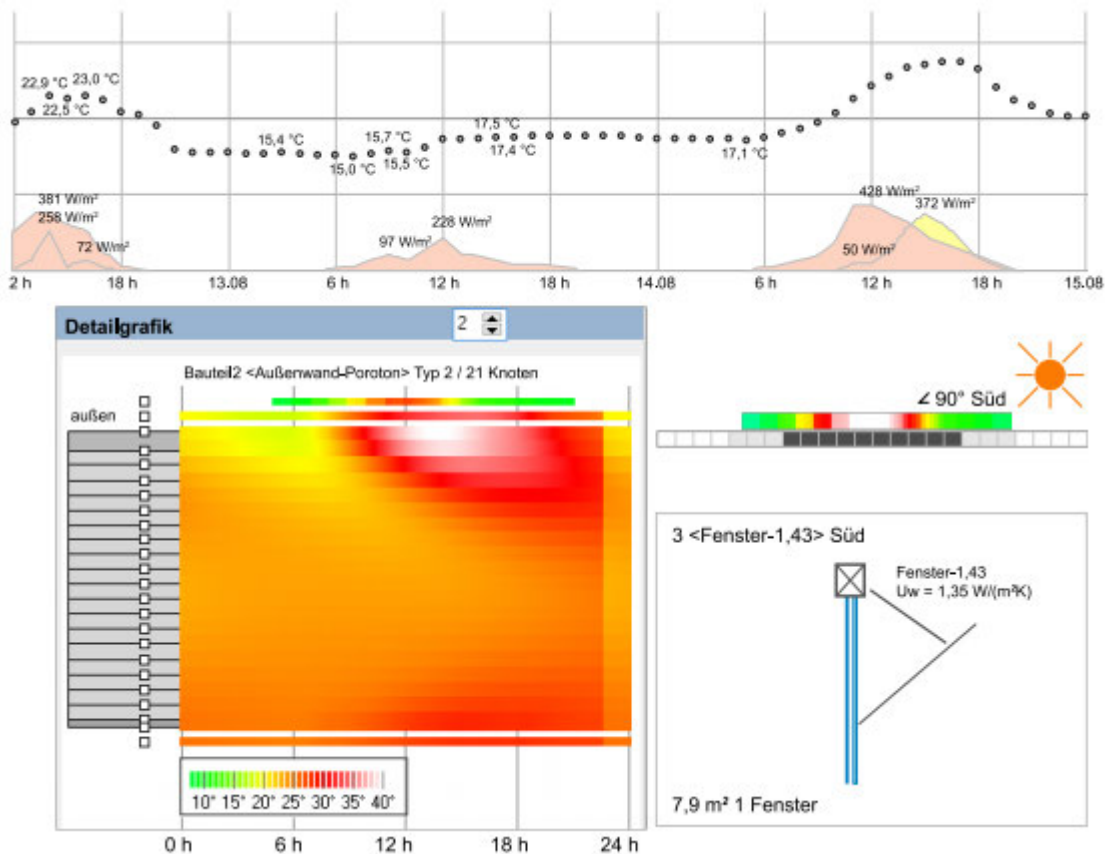 22,9 °C 23,0 °C
22,5 °C
15,4 °C
15,0 °C
15,7 °C
15,5 °C
17,5 °C
17,4 °C
17,1 °C
381 W/m²
258 W/m²
72 W/m²
97 W/m²
228 W/m²
428 W/m²
372 W/m²
50 W/m²
2 h 18 h 13.08 6 h 12 h 18 h 14.08 6 h 12 h 18 h 15.08
Detailgrafik 2
Bauteil2 <Außenwand-Poroton> Typ 2 / 21 Knoten
außen
10° 15° 20° 25° 30° 35° 40°
0 h 6 h 12 h 18 h 24 h
∠ 90° Süd
3 <Fenster-1,43> Süd
Fenster-1,43
Uw = 1,35 W/(m²K)
7,9 m² 1 Fenster